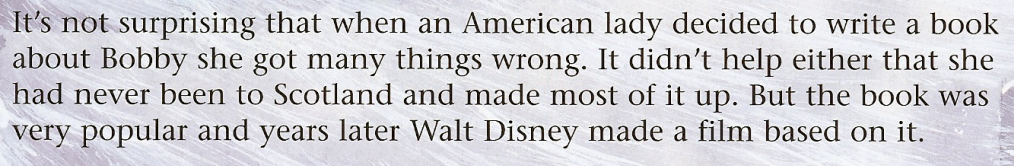 It's not surprising that when an American lady decided to write a book
about Bobby she got many things wrong. It didn't help either that she
had never been to Scotland and made most of it up. But the book was
very popular and years later Walt Disney made a film based on it.